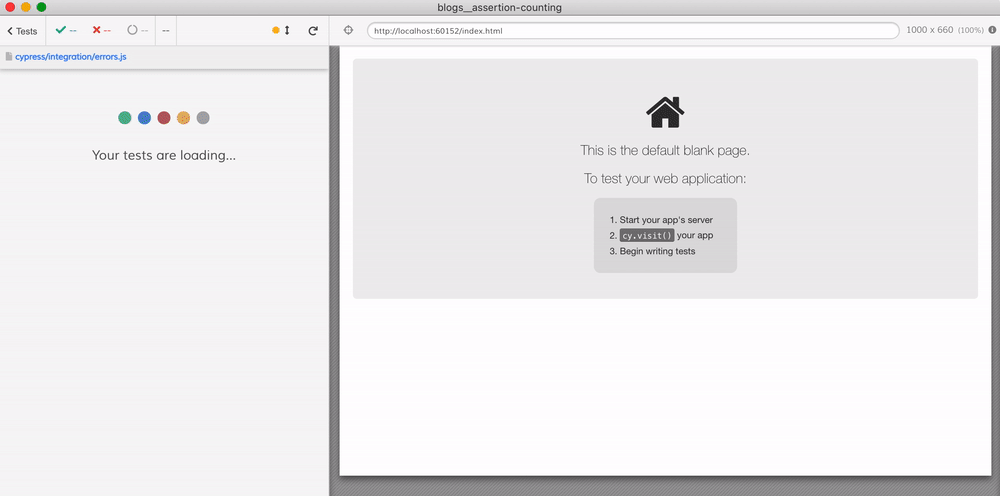 blogs__assertion-counting
Tests -- -- -- --
http://localhost:60152/index.html
1000 x 660 (100%)
cypress/integration/errors.js
Your tests are loading...
This is the default blank page.
To test your web application:
1. Start your app's server
2. cy.visit() your app
3. Begin writing tests